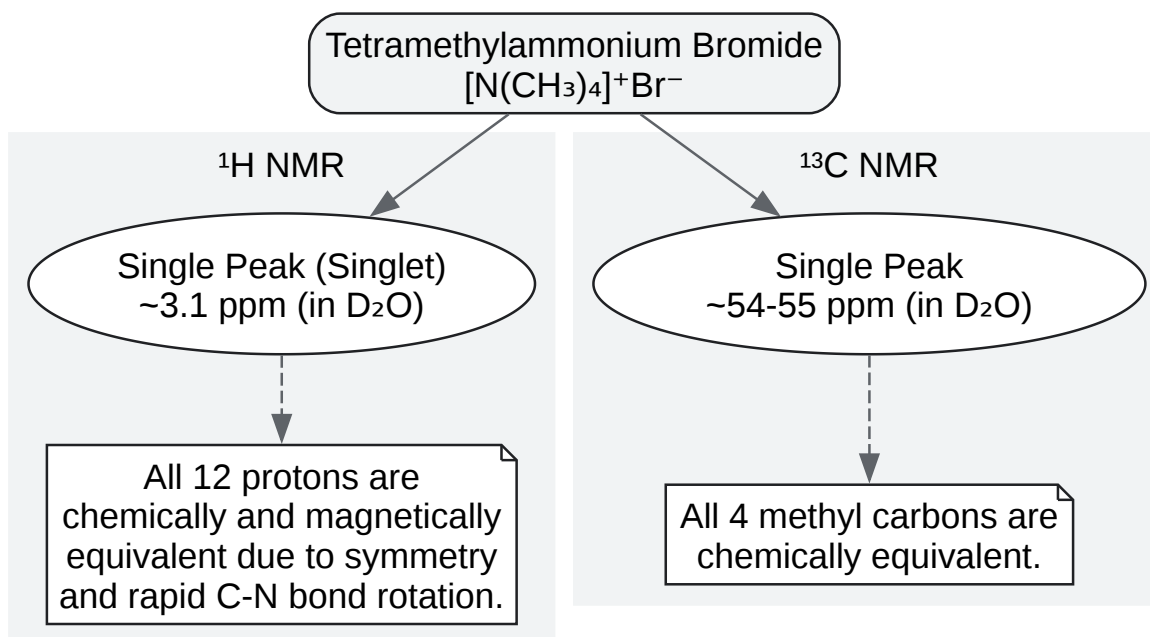 Tetramethylammonium Bromide
[N(CH₃)₄]⁺Br⁻
¹H NMR
Single Peak (Singlet)
~3.1 ppm (in D₂O)
All 12 protons are
chemically and magnetically
equivalent due to symmetry
and rapid C-N bond rotation.
¹³C NMR
Single Peak
~54-55 ppm (in D₂O)
All 4 methyl carbons are
chemically equivalent.